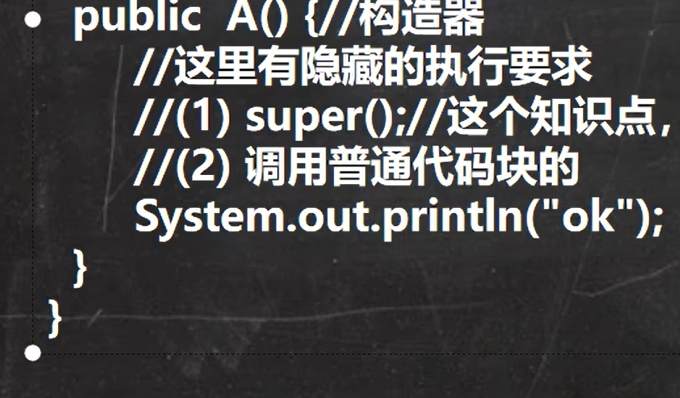 public A() {//构造器
//这里有隐藏的执行要求
//(1) super();//这个知识点，
//(2) 调用普通代码块的
System.out.println("ok");
}
}